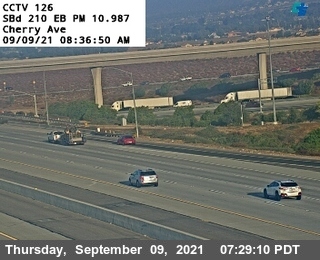 CCTV 126
SBd 210 EB PM 10.987
Cherry Ave
09/09/21 08:36:50 AM
Thursday, September 09, 2021 07:29:10 PDT